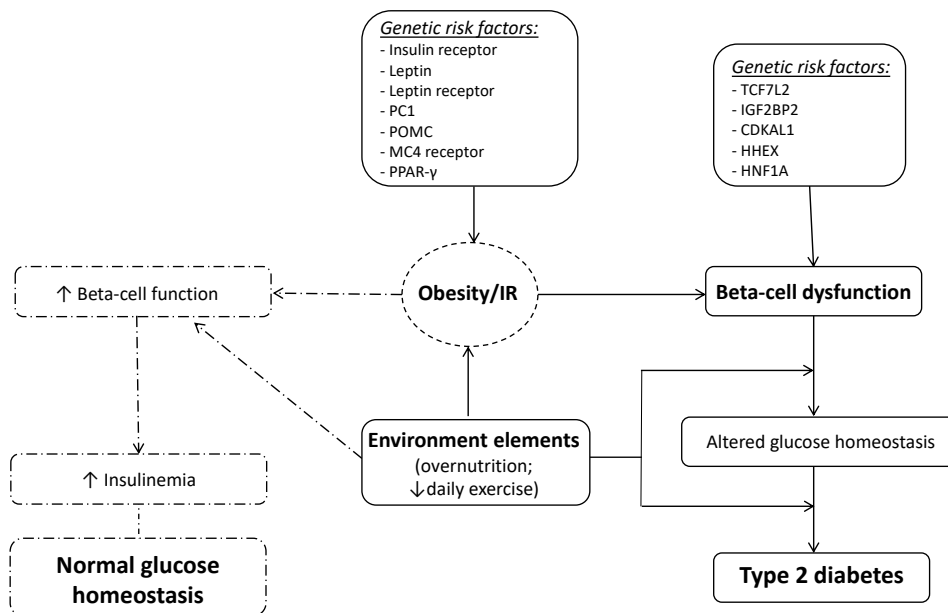 Genetic risk factors:
- Insulin receptor
- Leptin
- Leptin receptor
- PC1
- POMC
- MC4 receptor
- PPAR-γ
Genetic risk factors:
- TCF7L2
- IGF2BP2
- CDKAL1
- HHEX
- HNF1A
↑ Beta-cell function
Obesity/IR
Beta-cell dysfunction
Environment elements
(overnutrition;
↓daily exercise)
Altered glucose homeostasis
↑ Insulinemia
Normal glucose
homeostasis
Type 2 diabetes